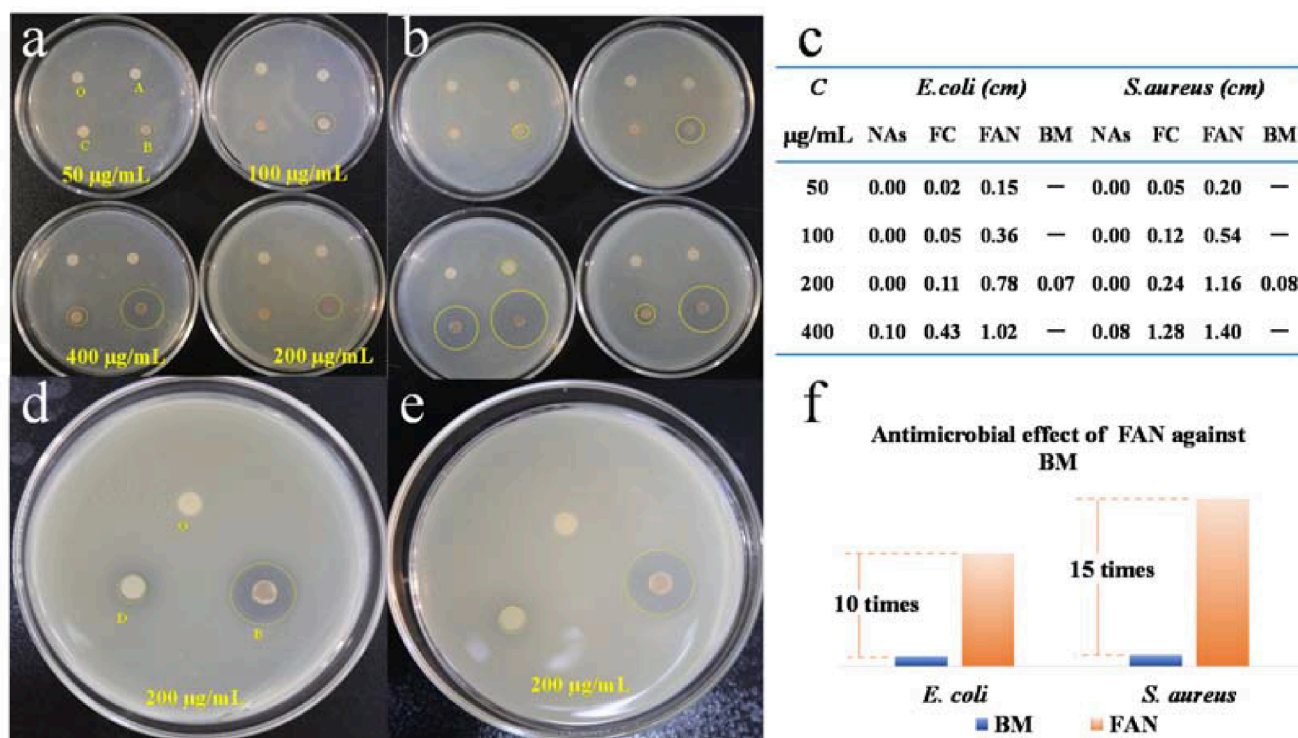 a
O
A
C
B
50 µg/mL
100 µg/mL
400 µg/mL
200 µg/mL
b
c
C E.coli (cm) S.aureus (cm)
µg/mL NAs FC FAN BM NAs FC FAN BM
50 0.00 0.02 0.15 — 0.00 0.05 0.20 —
100 0.00 0.05 0.36 — 0.00 0.12 0.54 —
200 0.00 0.11 0.78 0.07 0.00 0.24 1.16 0.08
400 0.10 0.43 1.02 — 0.08 1.28 1.40 —
d
O
D
B
200 µg/mL
e
200 µg/mL
f
Antimicrobial effect of FAN against
BM
10 times
15 times
E. coli
S. aureus
BM FAN